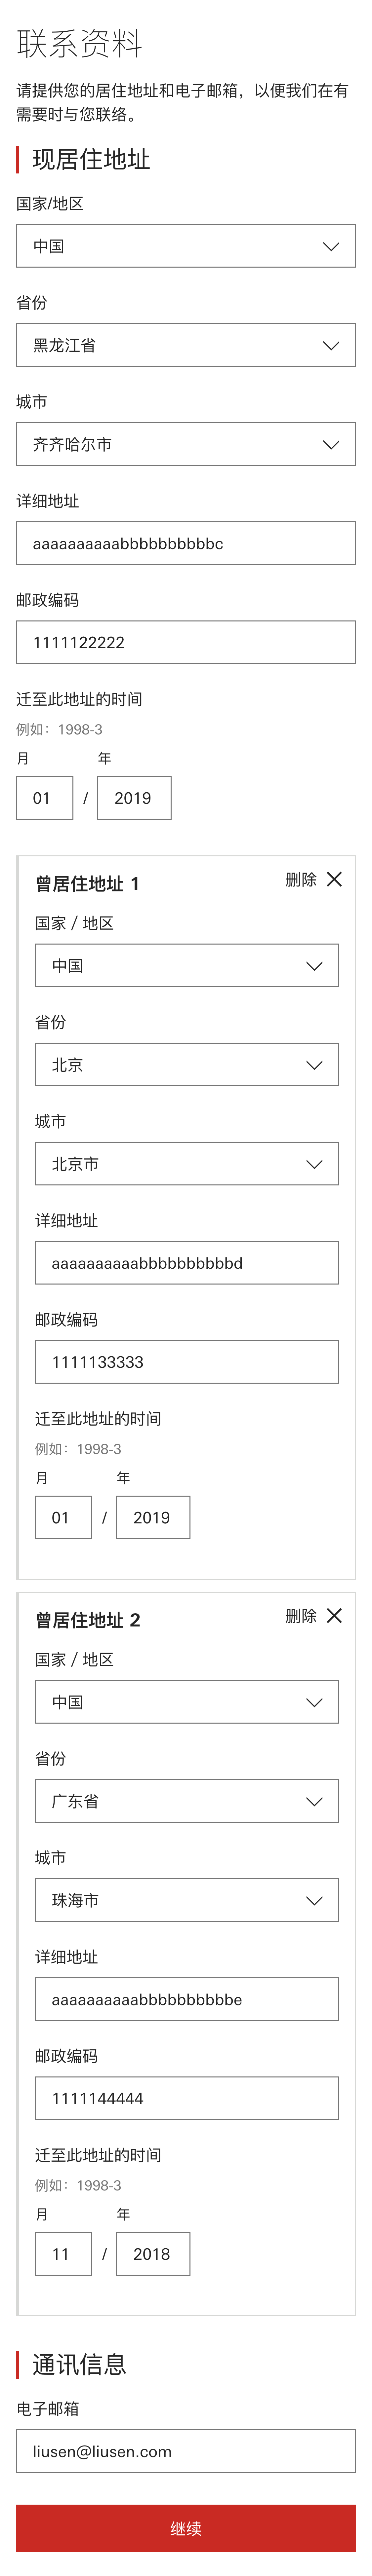 联系资料
请提供您的居住地址和电子邮箱，以便我们在有
需要时与您联络。
现居住地址
国家/地区
中国
省份
黑龙江省
城市
齐齐哈尔市
详细地址
aaaaaaaaaabbbbbbbbbbc
邮政编码
1111122222
迁至此地址的时间
例如：1998-3
月 年
01 / 2019
曾居住地址 1 删除
国家 / 地区
中国
省份
北京
城市
北京市
详细地址
aaaaaaaaaabbbbbbbbbbd
邮政编码
1111133333
迁至此地址的时间
例如：1998-3
月 年
01 / 2019
曾居住地址 2 删除
国家 / 地区
中国
省份
广东省
城市
珠海市
详细地址
aaaaaaaaaabbbbbbbbbbe
邮政编码
1111144444
迁至此地址的时间
例如：1998-3
月 年
11 / 2018
通讯信息
电子邮箱
liusen@liusen.com
继续